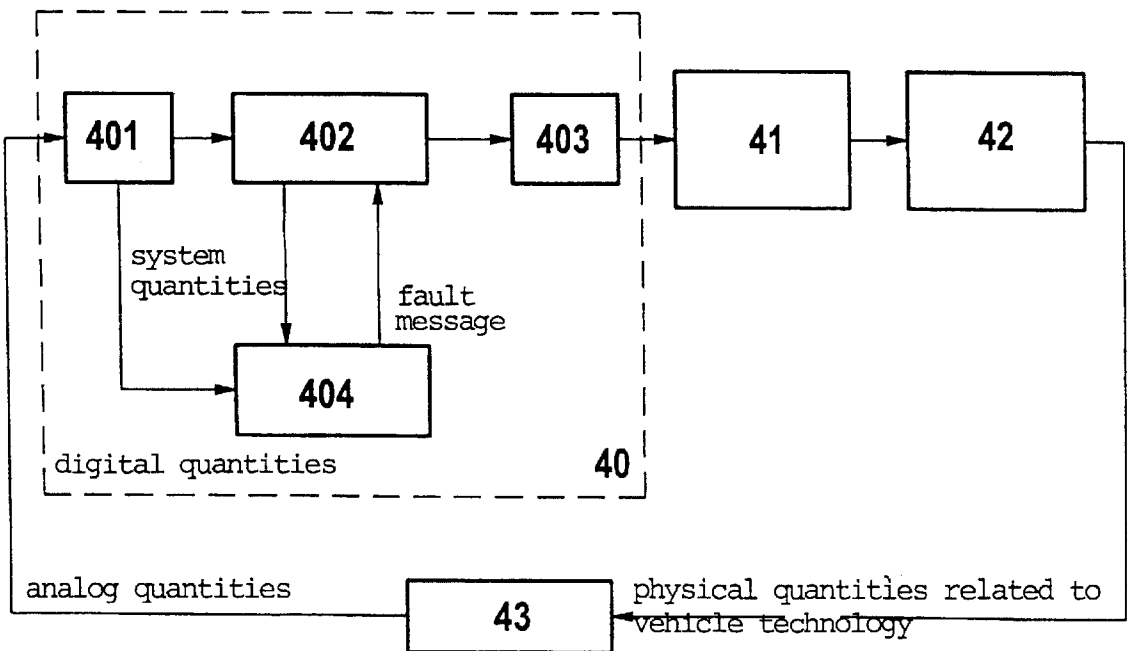 401
402
403
41
42
system
quantities
fault
message
404
digital quantities
40
analog quantities
43
physical quantities related to
vehicle technology